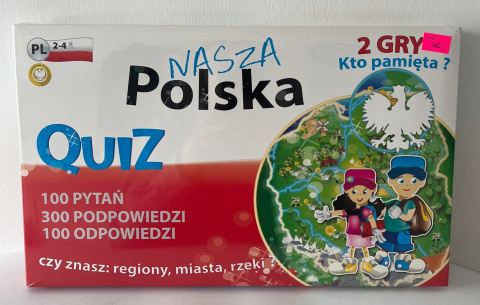 PL
2-4
NASZA
Polska
2 GRY
Kto pamięta ?
QUIZ
100 PYTAŃ
300 PODPOWIEDZI
100 ODPOWIEDZI
czy znasz: regiony, miasta, rzeki ?